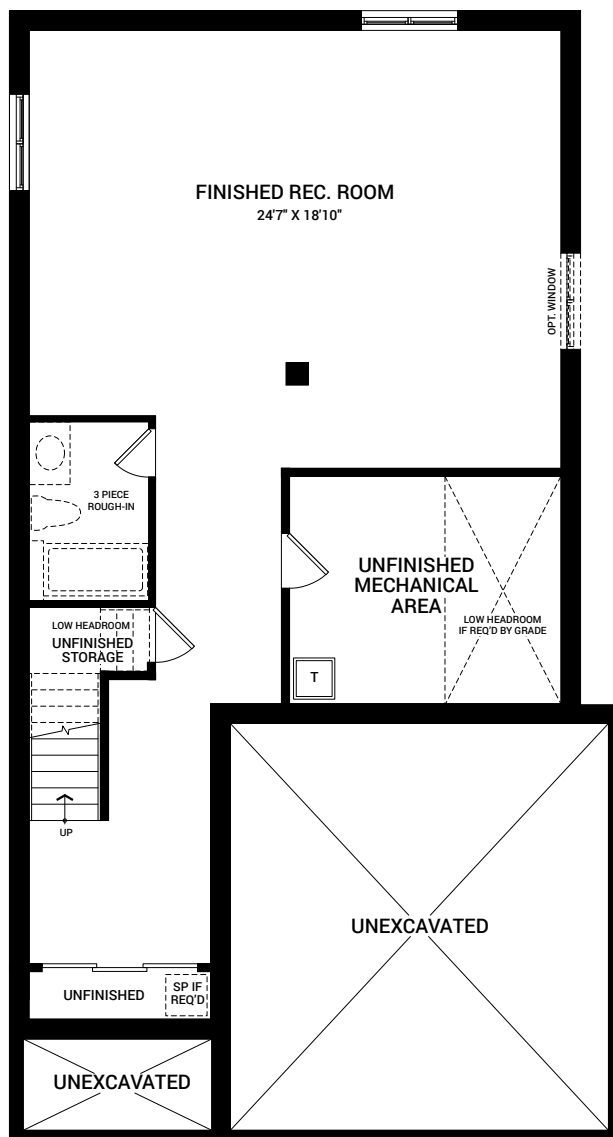 FINISHED REC. ROOM
24'7" X 18'10"
OPT. WINDOW
3 PIECE
ROUGH-IN
UNFINISHED
MECHANICAL
AREA
LOW HEADROOM
IF REQ'D BY GRADE
LOW HEADROOM
UNFINISHED
STORAGE
T
UP
UNEXCAVATED
UNFINISHED
SP IF
REQ'D
UNEXCAVATED